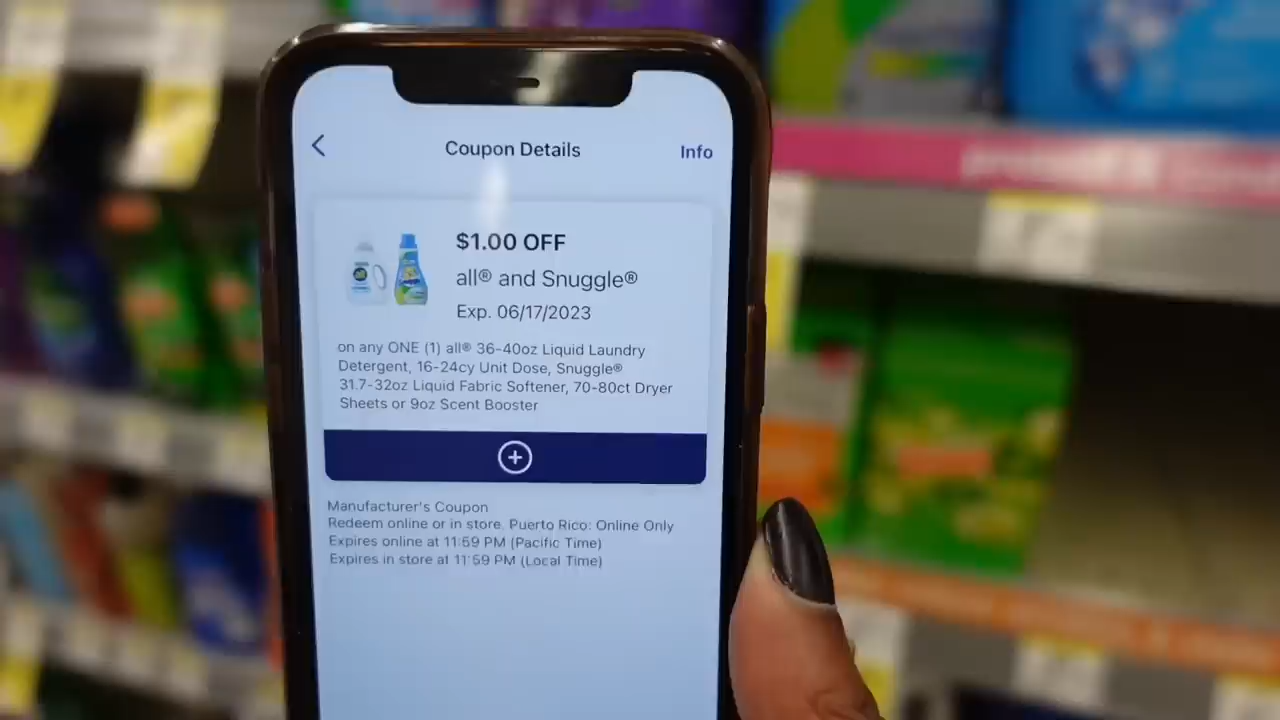 Coupon Details
Info
$1.00 OFF
all® and Snuggle®
Exp. 06/17/2023
on any ONE (1) all® 36-40oz Liquid Laundry
Detergent, 16-24cy Unit Dose, Snuggle®
31.7-32oz Liquid Fabric Softener, 70-80ct Dryer
Sheets or 9oz Scent Booster
Manufacturer's Coupon
Redeem online or in store. Puerto Rico: Online Only
Expires online at 11:59 PM (Pacific Time)
Expires in store at 11:59 PM (Local Time)